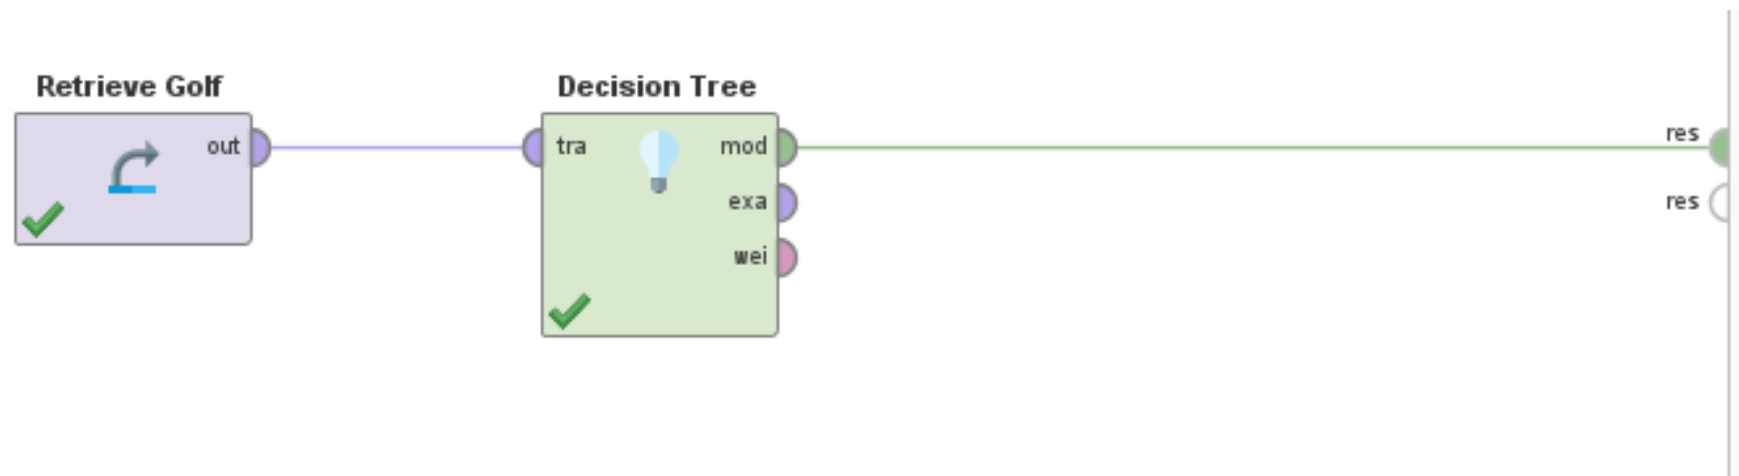 Retrieve Golf
out
Decision Tree
tra
mod
exa
wei
res
res